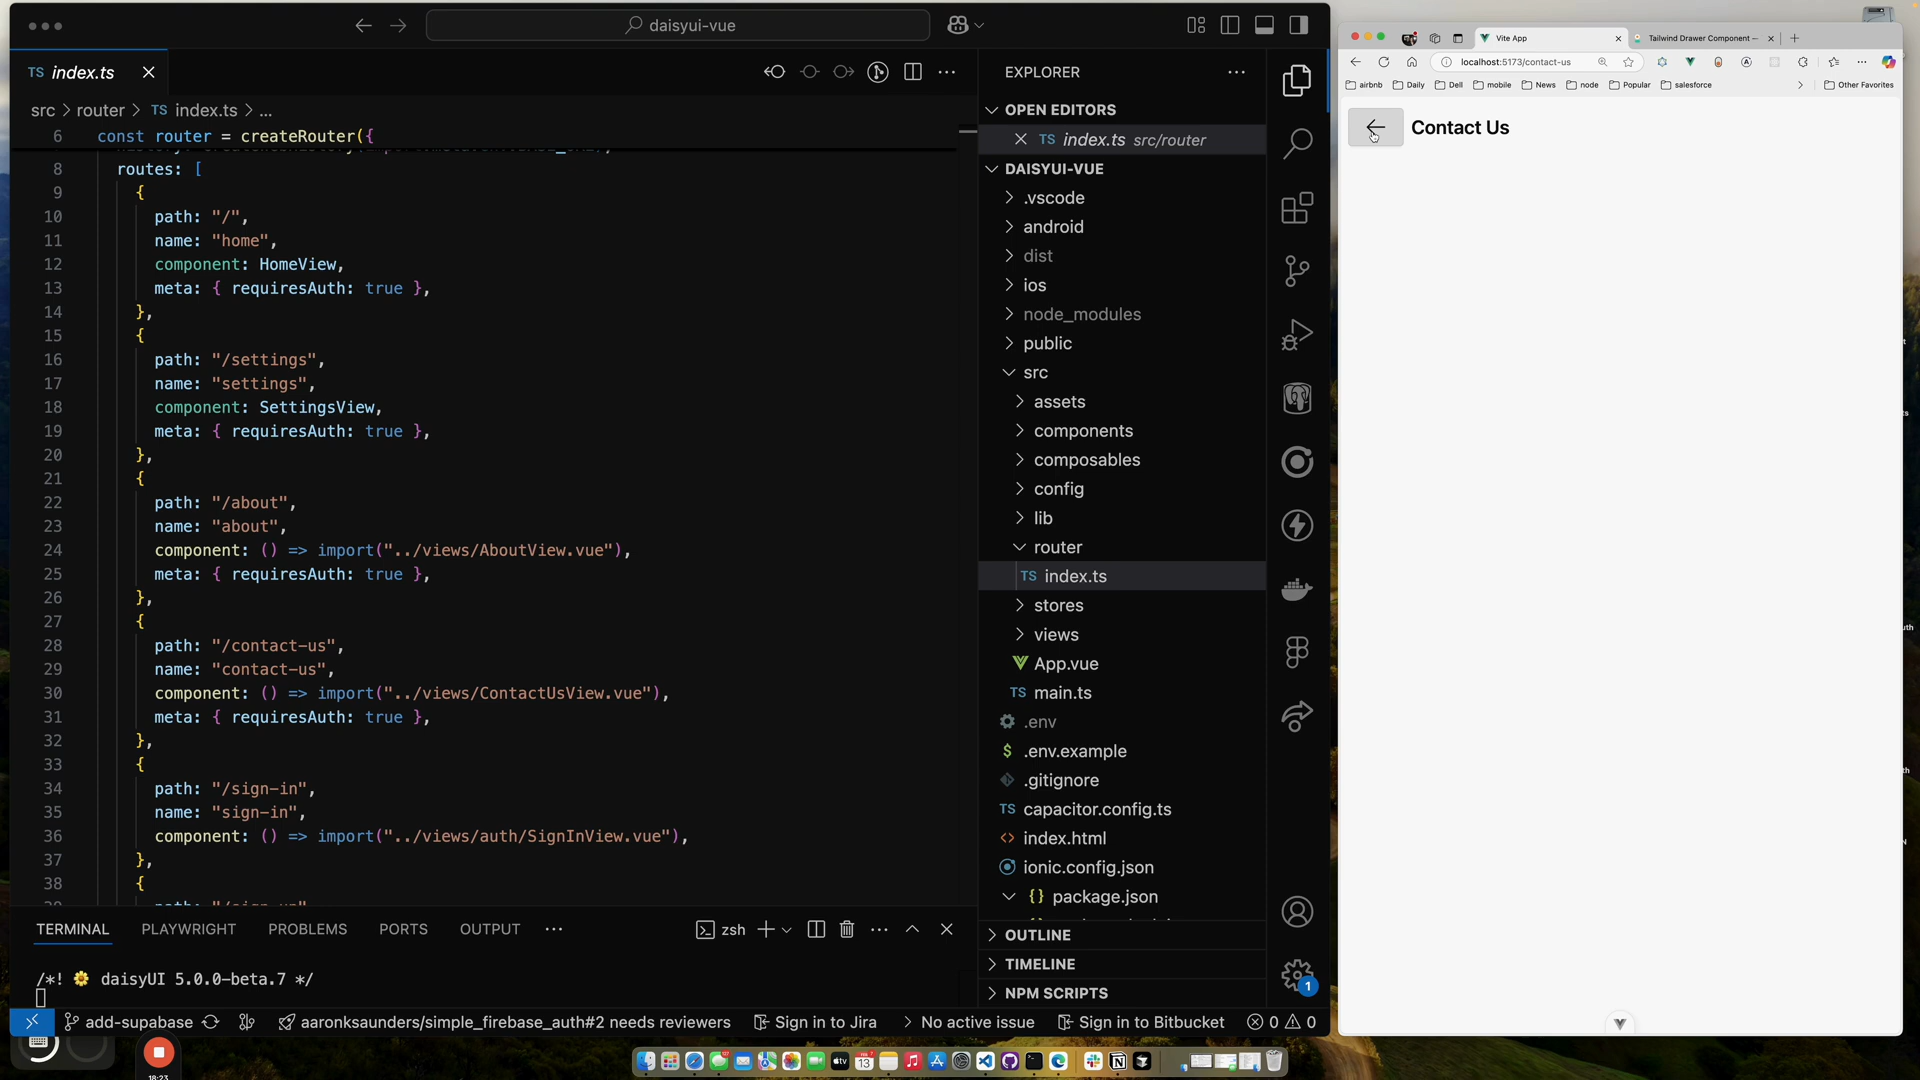 daisyui-vue
TS index.ts
src > router > TS index.ts > ...
6 const router = createRouter({
8 routes: [
9 {
10 path: "/",
11 name: "home",
12 component: HomeView,
13 meta: { requiresAuth: true },
14 },
15 {
16 path: "/settings",
17 name: "settings",
18 component: SettingsView,
19 meta: { requiresAuth: true },
20 },
21 {
22 path: "/about",
23 name: "about",
24 component: () => import("../views/AboutView.vue"),
25 meta: { requiresAuth: true },
26 },
27 {
28 path: "/contact-us",
29 name: "contact-us",
30 component: () => import("../views/ContactUsView.vue"),
31 meta: { requiresAuth: true },
32 },
33 {
34 path: "/sign-in",
35 name: "sign-in",
36 component: () => import("../views/auth/SignInView.vue"),
37 },
38 {
TERMINAL PLAYWRIGHT PROBLEMS PORTS OUTPUT ... zsh
/*! 🌼 daisyUI 5.0.0-beta.7 */
EXPLORER
OPEN EDITORS
TS index.ts src/router
DAISYUI-VUE
.vscode
android
dist
ios
node_modules
public
src
assets
components
composables
config
lib
router
TS index.ts
stores
views
App.vue
TS main.ts
.env
$ .env.example
.gitignore
TS capacitor.config.ts
<> index.html
ionic.config.json
{} package.json
OUTLINE
TIMELINE
NPM SCRIPTS
1
add-supabase aaronksaunders/simple_firebase_auth#2 needs reviewers Sign in to Jira No active issue Sign in to Bitbucket 0 0
Vite App
Tailwind Drawer Component —
localhost:5173/contact-us
airbnb Daily Dell mobile News node Popular salesforce Other Favorites
Contact Us
18:23